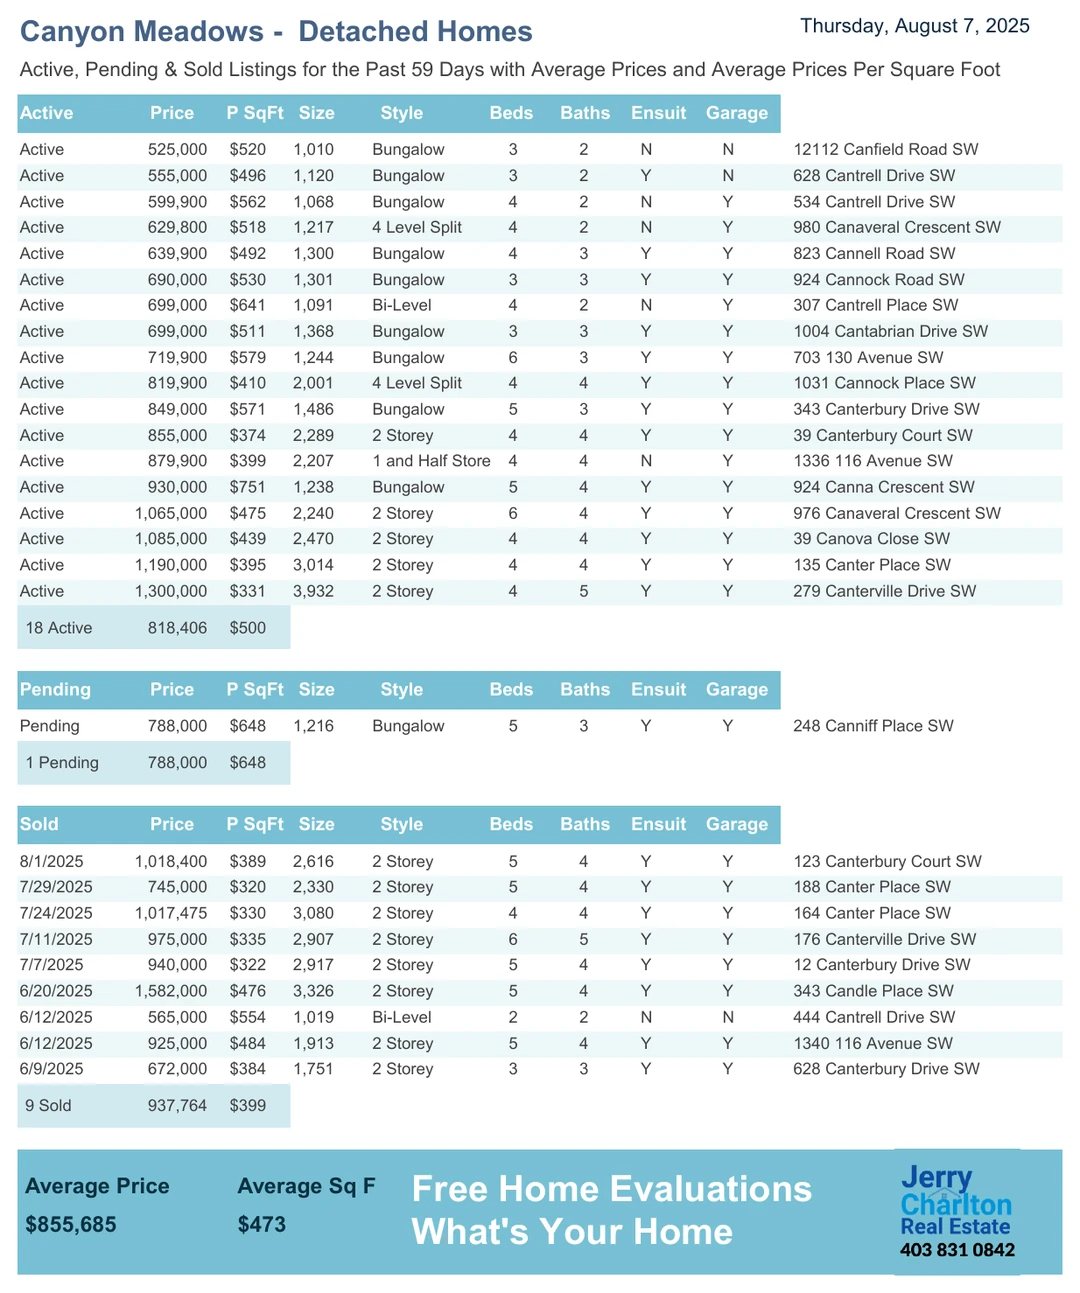 Canyon Meadows -  Detached Homes
Thursday, August 7, 2025
Active, Pending & Sold Listings for the Past 59 Days with Average Prices and Average Prices Per Square Foot
Active Price P SqFt Size Style Beds Baths Ensuit Garage
Active 525,000 $520 1,010 Bungalow 3 2 N N 12112 Canfield Road SW
Active 555,000 $496 1,120 Bungalow 3 2 Y N 628 Cantrell Drive SW
Active 599,900 $562 1,068 Bungalow 4 2 N Y 534 Cantrell Drive SW
Active 629,800 $518 1,217 4 Level Split 4 2 N Y 980 Canaveral Crescent SW
Active 639,900 $492 1,300 Bungalow 4 3 Y Y 823 Cannell Road SW
Active 690,000 $530 1,301 Bungalow 3 3 Y Y 924 Cannock Road SW
Active 699,000 $641 1,091 Bi-Level 4 2 N Y 307 Cantrell Place SW
Active 699,000 $511 1,368 Bungalow 3 3 Y Y 1004 Cantabrian Drive SW
Active 719,900 $579 1,244 Bungalow 6 3 Y Y 703 130 Avenue SW
Active 819,900 $410 2,001 4 Level Split 4 4 Y Y 1031 Cannock Place SW
Active 849,000 $571 1,486 Bungalow 5 3 Y Y 343 Canterbury Drive SW
Active 855,000 $374 2,289 2 Storey 4 4 Y Y 39 Canterbury Court SW
Active 879,900 $399 2,207 1 and Half Store 4 4 N Y 1336 116 Avenue SW
Active 930,000 $751 1,238 Bungalow 5 4 Y Y 924 Canna Crescent SW
Active 1,065,000 $475 2,240 2 Storey 6 4 Y Y 976 Canaveral Crescent SW
Active 1,085,000 $439 2,470 2 Storey 4 4 Y Y 39 Canova Close SW
Active 1,190,000 $395 3,014 2 Storey 4 4 Y Y 135 Canter Place SW
Active 1,300,000 $331 3,932 2 Storey 4 5 Y Y 279 Canterville Drive SW
18 Active 818,406 $500
Pending Price P SqFt Size Style Beds Baths Ensuit Garage
Pending 788,000 $648 1,216 Bungalow 5 3 Y Y 248 Canniff Place SW
1 Pending 788,000 $648
Sold Price P SqFt Size Style Beds Baths Ensuit Garage
8/1/2025 1,018,400 $389 2,616 2 Storey 5 4 Y Y 123 Canterbury Court SW
7/29/2025 745,000 $320 2,330 2 Storey 5 4 Y Y 188 Canter Place SW
7/24/2025 1,017,475 $330 3,080 2 Storey 4 4 Y Y 164 Canter Place SW
7/11/2025 975,000 $335 2,907 2 Storey 6 5 Y Y 176 Canterville Drive SW
7/7/2025 940,000 $322 2,917 2 Storey 5 4 Y Y 12 Canterbury Drive SW
6/20/2025 1,582,000 $476 3,326 2 Storey 5 4 Y Y 343 Candle Place SW
6/12/2025 565,000 $554 1,019 Bi-Level 2 2 N N 444 Cantrell Drive SW
6/12/2025 925,000 $484 1,913 2 Storey 5 4 Y Y 1340 116 Avenue SW
6/9/2025 672,000 $384 1,751 2 Storey 3 3 Y Y 628 Canterbury Drive SW
9 Sold 937,764 $399
Average Price Average Sq F
$855,685 $473
Free Home Evaluations
What's Your Home
Jerry
Charlton
Real Estate
403 831 0842